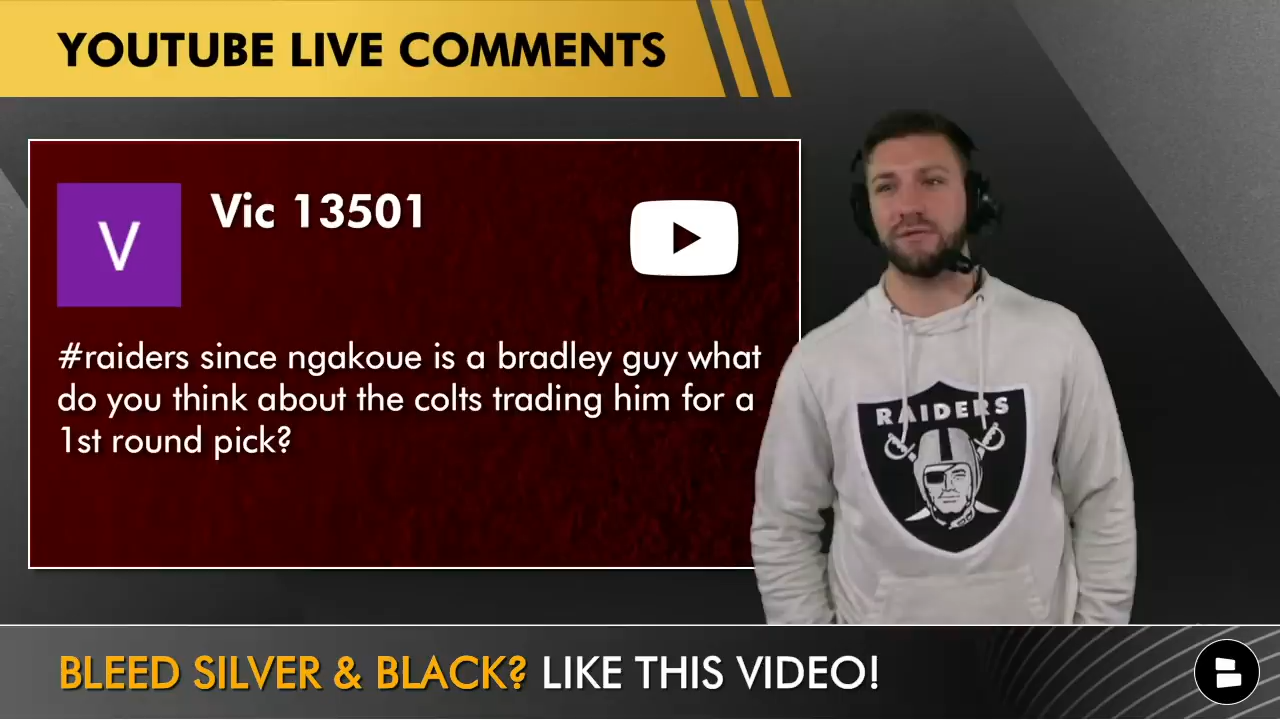 YOUTUBE LIVE COMMENTS
V
Vic 13501
#raiders since ngakoue is a bradley guy what
do you think about the colts trading him for a
1st round pick?
RAIDERS
BLEED SILVER & BLACK? LIKE THIS VIDEO!